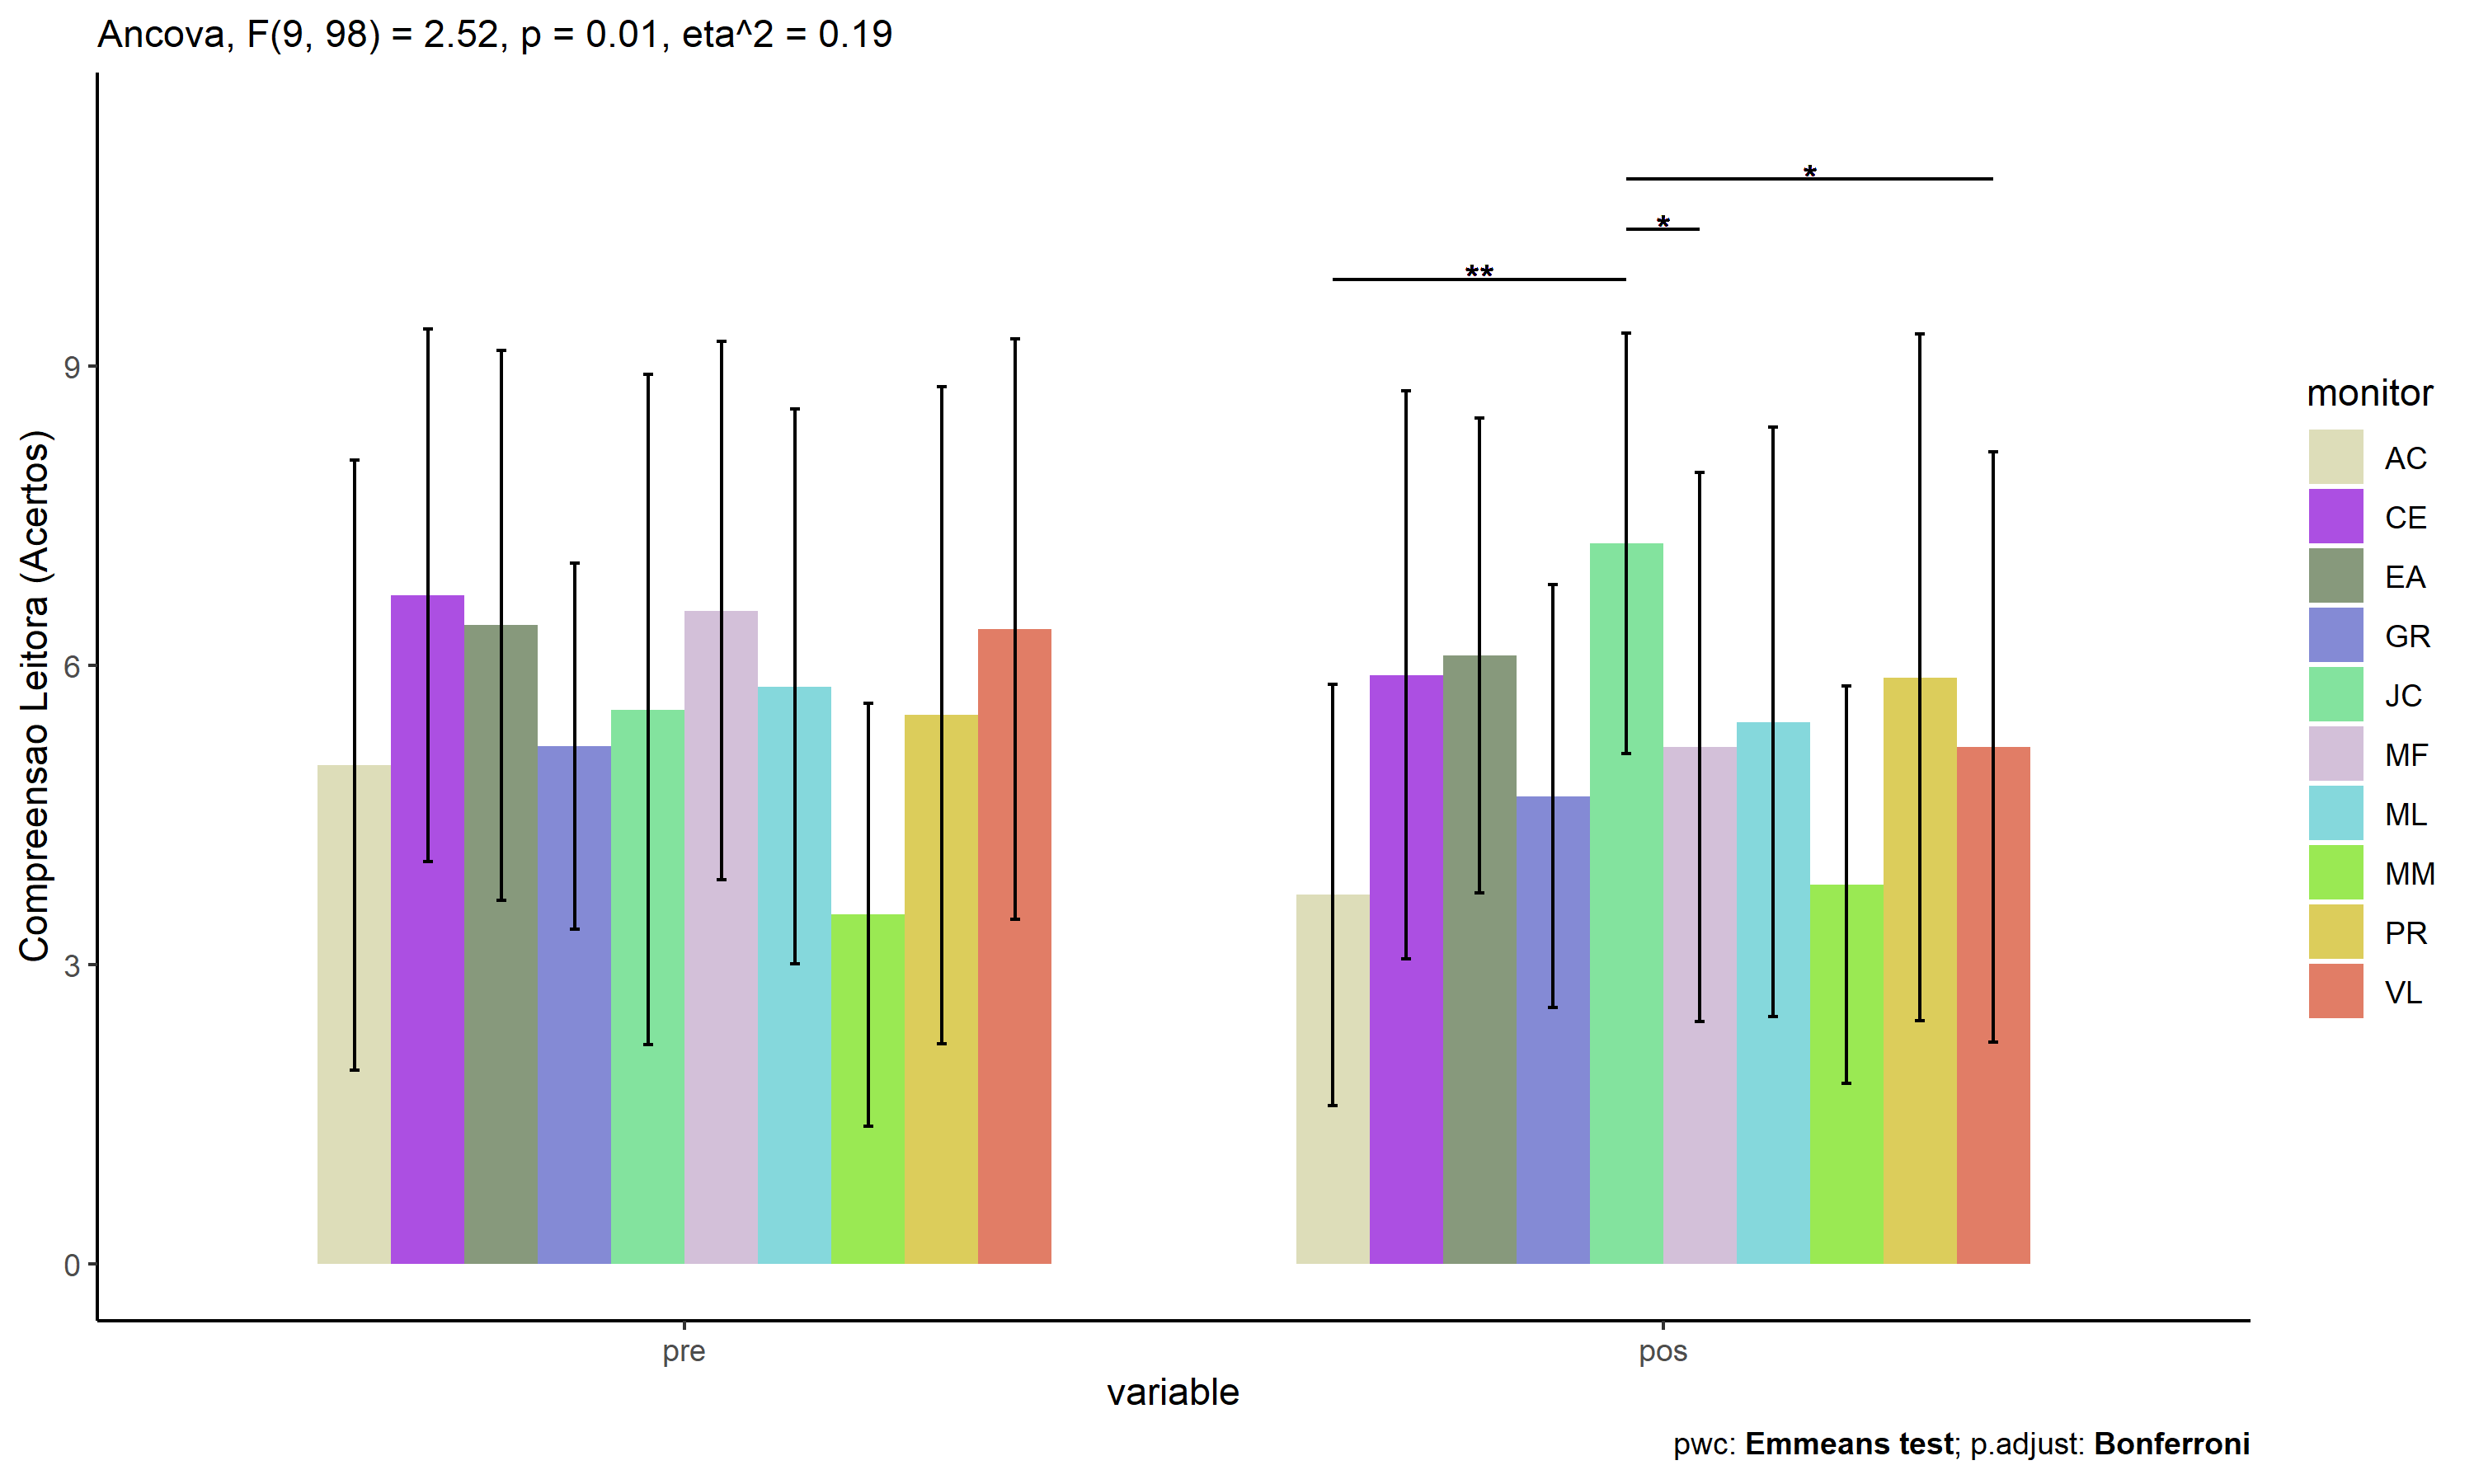 Ancova, F(9, 98) = 2.52, p = 0.01, eta^2 = 0.19
Compreensao Leitora (Acertos)
9
6
3
0
*
*
**
pre
pos
variable
monitor
AC
CE
EA
GR
JC
MF
ML
MM
PR
VL
pwc: Emmeans test; p.adjust: Bonferroni